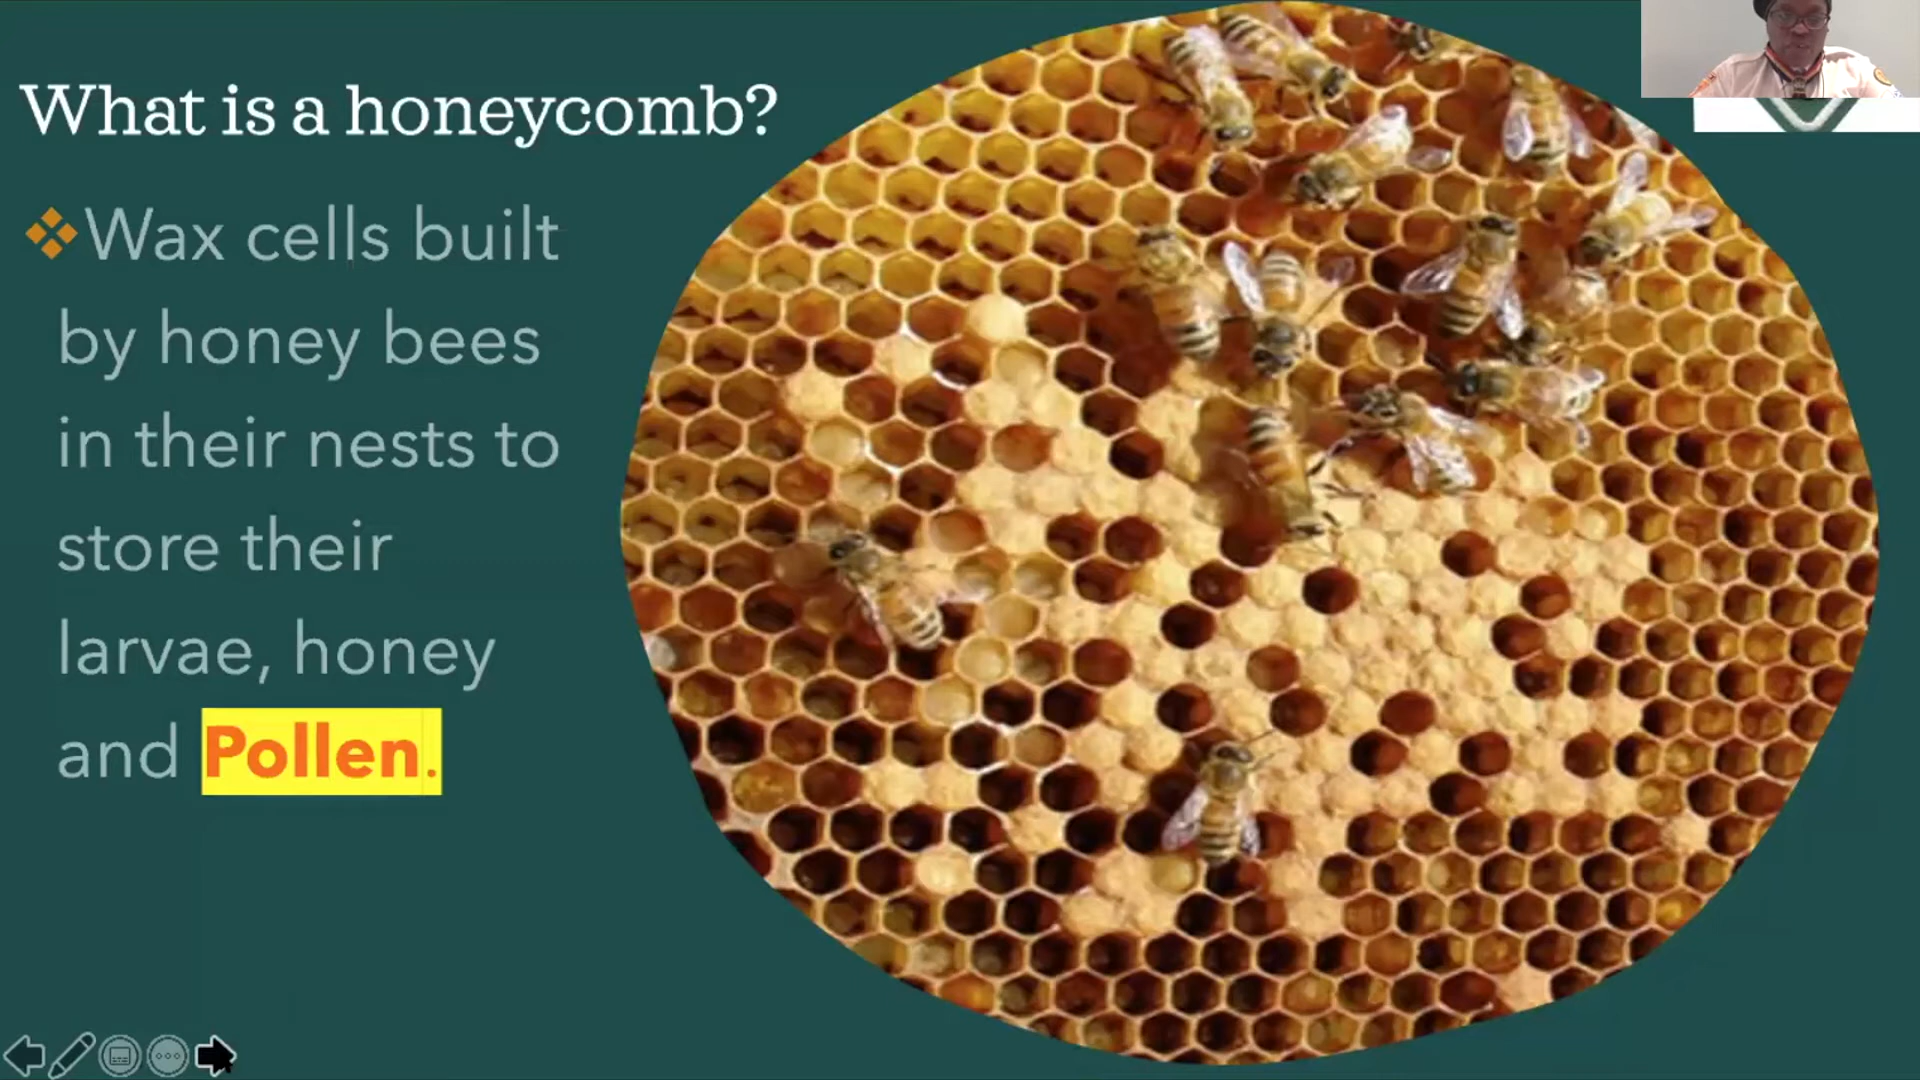 What is a honeycomb?
Wax cells built
by honey bees
in their nests to
store their
larvae, honey
and Pollen.